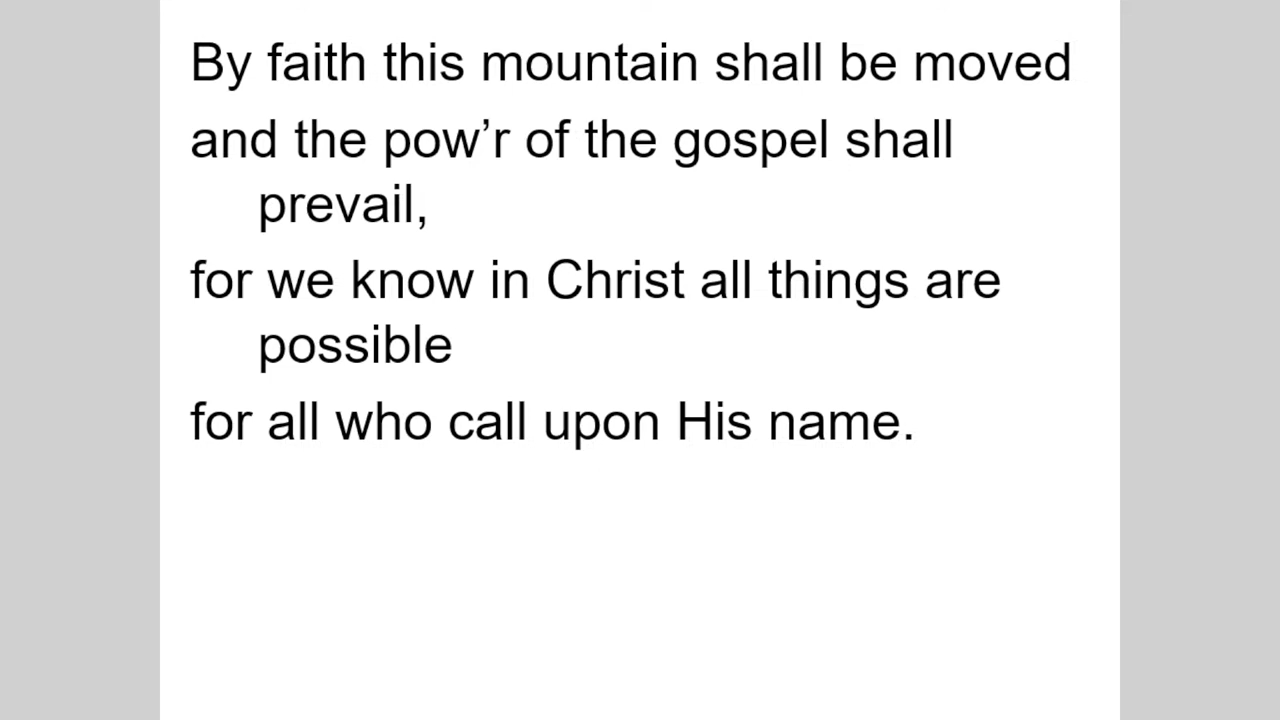 By faith this mountain shall be moved
and the pow’r of the gospel shall
prevail,
for we know in Christ all things are
possible
for all who call upon His name.